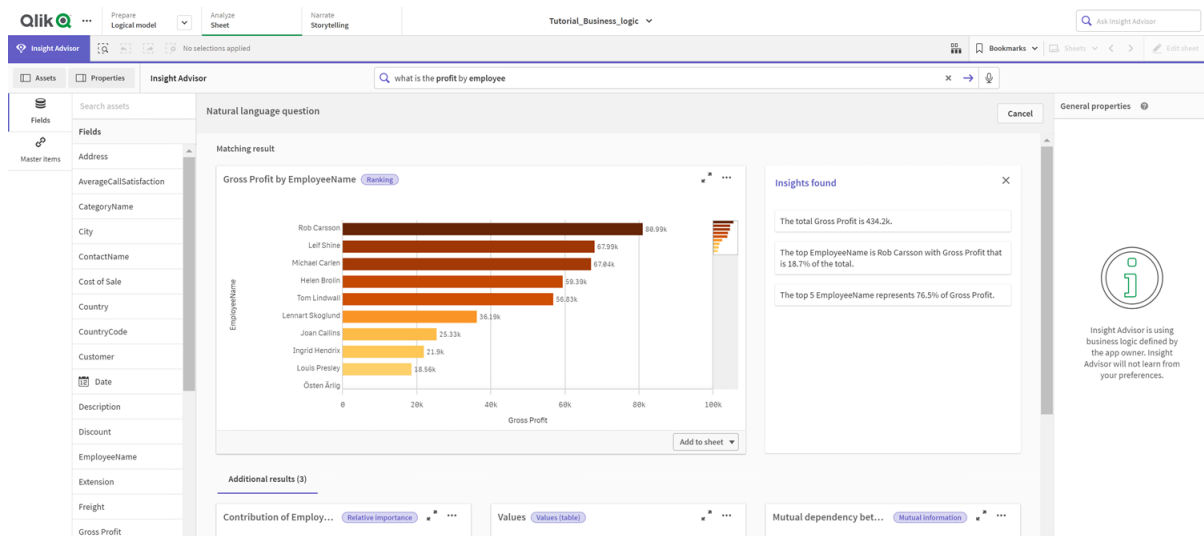 Qlik
Prepare
Logical model
Analyze
Sheet
Narrate
Storytelling
Tutorial_Business_logic
Ask Insight Advisor
Insight Advisor
No selections applied
Bookmarks
Sheets
Edit sheet
Assets
Properties
Insight Advisor
what is the profit by employee
Fields
Master items
Search assets
Fields
Address
AverageCallSatisfaction
CategoryName
City
ContactName
Cost of Sale
Country
CountryCode
Customer
Date
Description
Discount
EmployeeName
Extension
Freight
Gross Profit
Natural language question
Cancel
Matching result
Gross Profit by EmployeeName Ranking
EmployeeName
Rob Carsson 80.99k
Leif Shine 67.99k
Michael Carlen 67.04k
Helen Brolin 59.39k
Tom Lindwall 56.83k
Lennart Skoglund 36.19k
Joan Callins 25.33k
Ingrid Hendrix 21.9k
Louis Presley 18.56k
Östen Ärlig
0 20k 40k 60k 80k 100k
Gross Profit
Add to sheet
Insights found
The total Gross Profit is 434.2k.
The top EmployeeName is Rob Carsson with Gross Profit that
is 18.7% of the total.
The top 5 EmployeeName represents 76.5% of Gross Profit.
Additional results (3)
Contribution of Employ... Relative importance
Values Values (table)
Mutual dependency bet... Mutual information
General properties
Insight Advisor is using
business logic defined by
the app owner. Insight
Advisor will not learn from
your preferences.